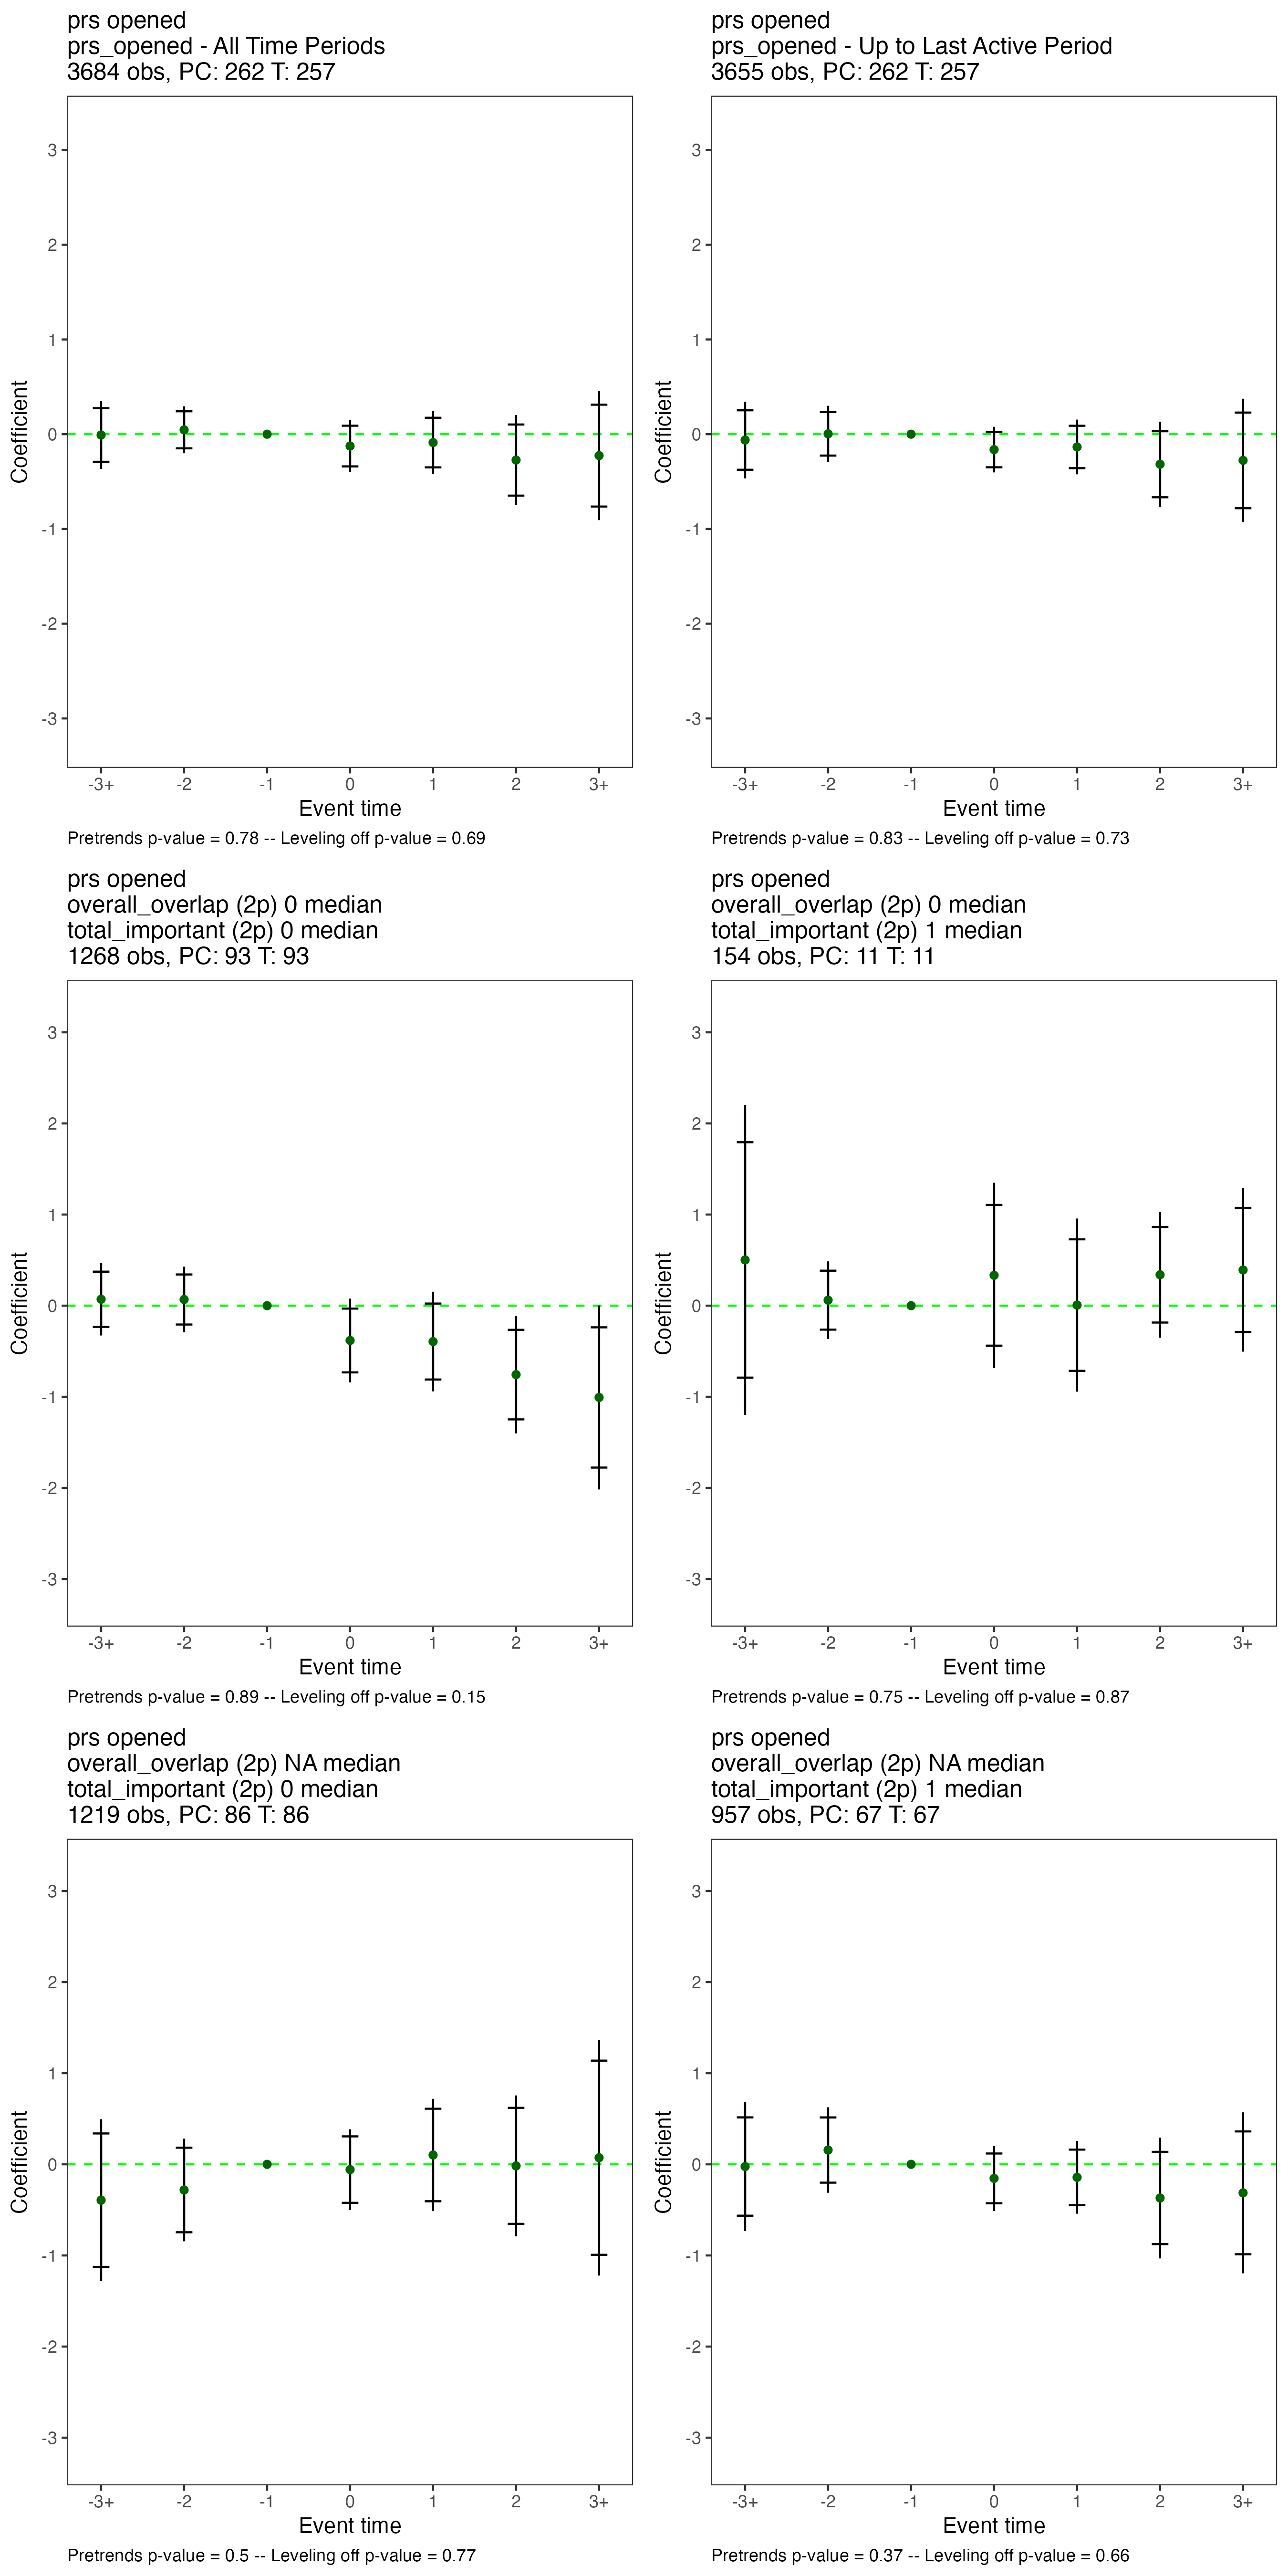 prs opened
prs_opened - All Time Periods
3684 obs, PC: 262 T: 257
3
2
1
0
-1
-2
-3
Coefficient
-3+ -2 -1 0 1 2 3+
Event time
Pretrends p-value = 0.78 -- Leveling off p-value = 0.69
prs opened
prs_opened - Up to Last Active Period
3655 obs, PC: 262 T: 257
3
2
1
0
-1
-2
-3
Coefficient
-3+ -2 -1 0 1 2 3+
Event time
Pretrends p-value = 0.83 -- Leveling off p-value = 0.73
prs opened
overall_overlap (2p) 0 median
total_important (2p) 0 median
1268 obs, PC: 93 T: 93
3
2
1
0
-1
-2
-3
Coefficient
-3+ -2 -1 0 1 2 3+
Event time
Pretrends p-value = 0.89 -- Leveling off p-value = 0.15
prs opened
overall_overlap (2p) 0 median
total_important (2p) 1 median
154 obs, PC: 11 T: 11
3
2
1
0
-1
-2
-3
Coefficient
-3+ -2 -1 0 1 2 3+
Event time
Pretrends p-value = 0.75 -- Leveling off p-value = 0.87
prs opened
overall_overlap (2p) NA median
total_important (2p) 0 median
1219 obs, PC: 86 T: 86
3
2
1
0
-1
-2
-3
Coefficient
-3+ -2 -1 0 1 2 3+
Event time
Pretrends p-value = 0.5 -- Leveling off p-value = 0.77
prs opened
overall_overlap (2p) NA median
total_important (2p) 1 median
957 obs, PC: 67 T: 67
3
2
1
0
-1
-2
-3
Coefficient
-3+ -2 -1 0 1 2 3+
Event time
Pretrends p-value = 0.37 -- Leveling off p-value = 0.66